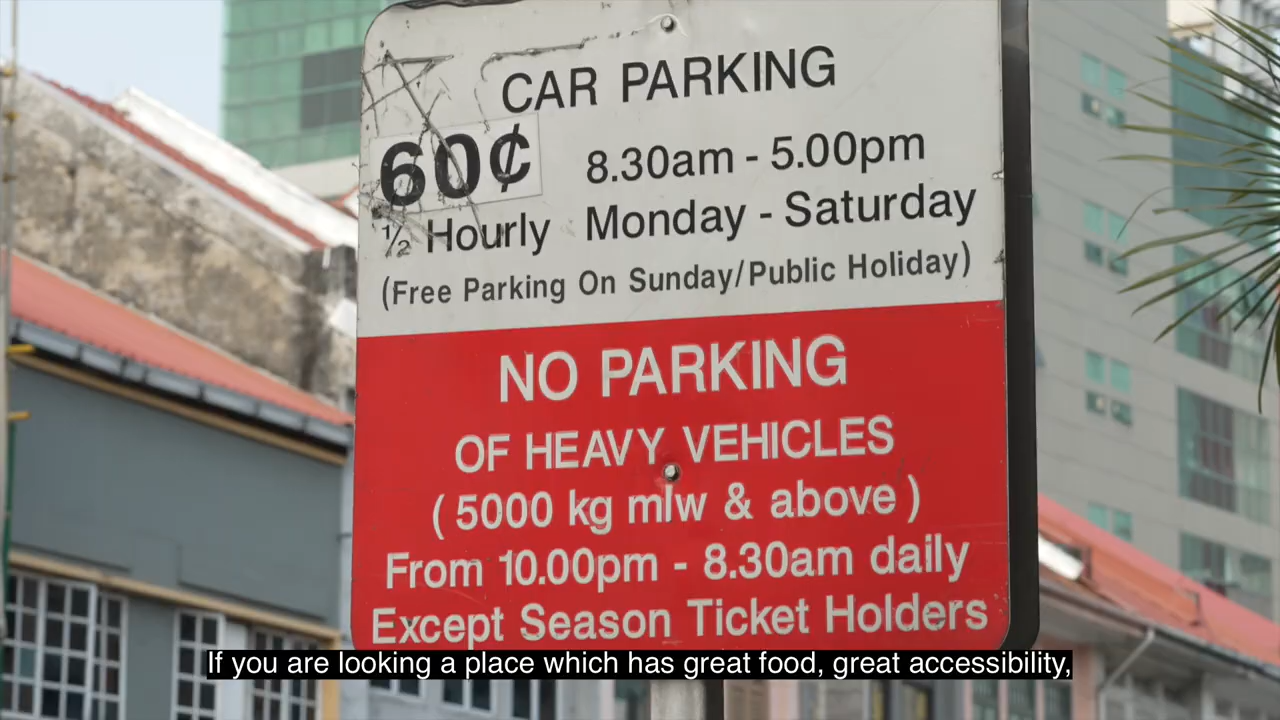 CAR PARKING
60¢ 8.30am - 5.00pm
½ Hourly Monday - Saturday
(Free Parking On Sunday/Public Holiday)
NO PARKING
OF HEAVY VEHICLES
( 5000 kg mlw & above )
From 10.00pm - 8.30am daily
Except Season Ticket Holders
If you are looking a place which has great food, great accessibility,